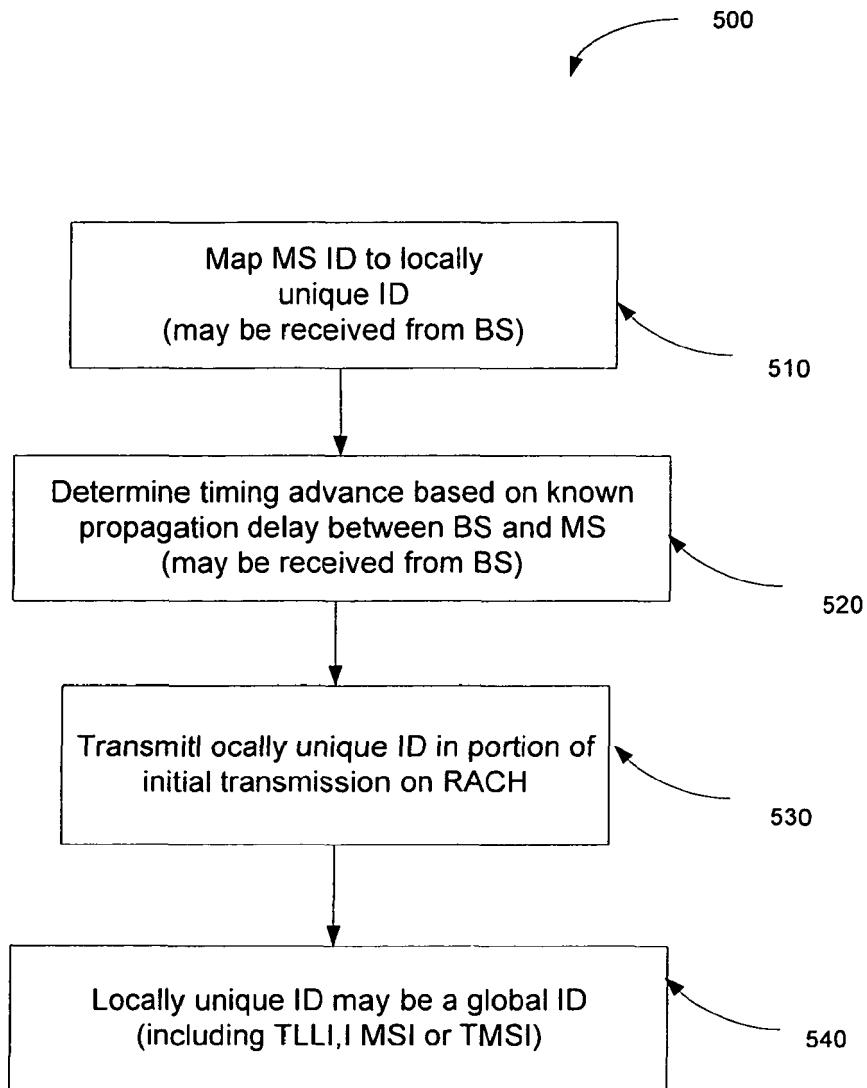 500
Map MS ID to locally
unique ID
(may be received from BS)
510
Determine timing advance based on known
propagation delay between BS and MS
(may be received from BS)
520
Transmitl ocally unique ID in portion of
initial transmission on RACH
530
Locally unique ID may be a global ID
(including TLLI,I MSI or TMSI)
540